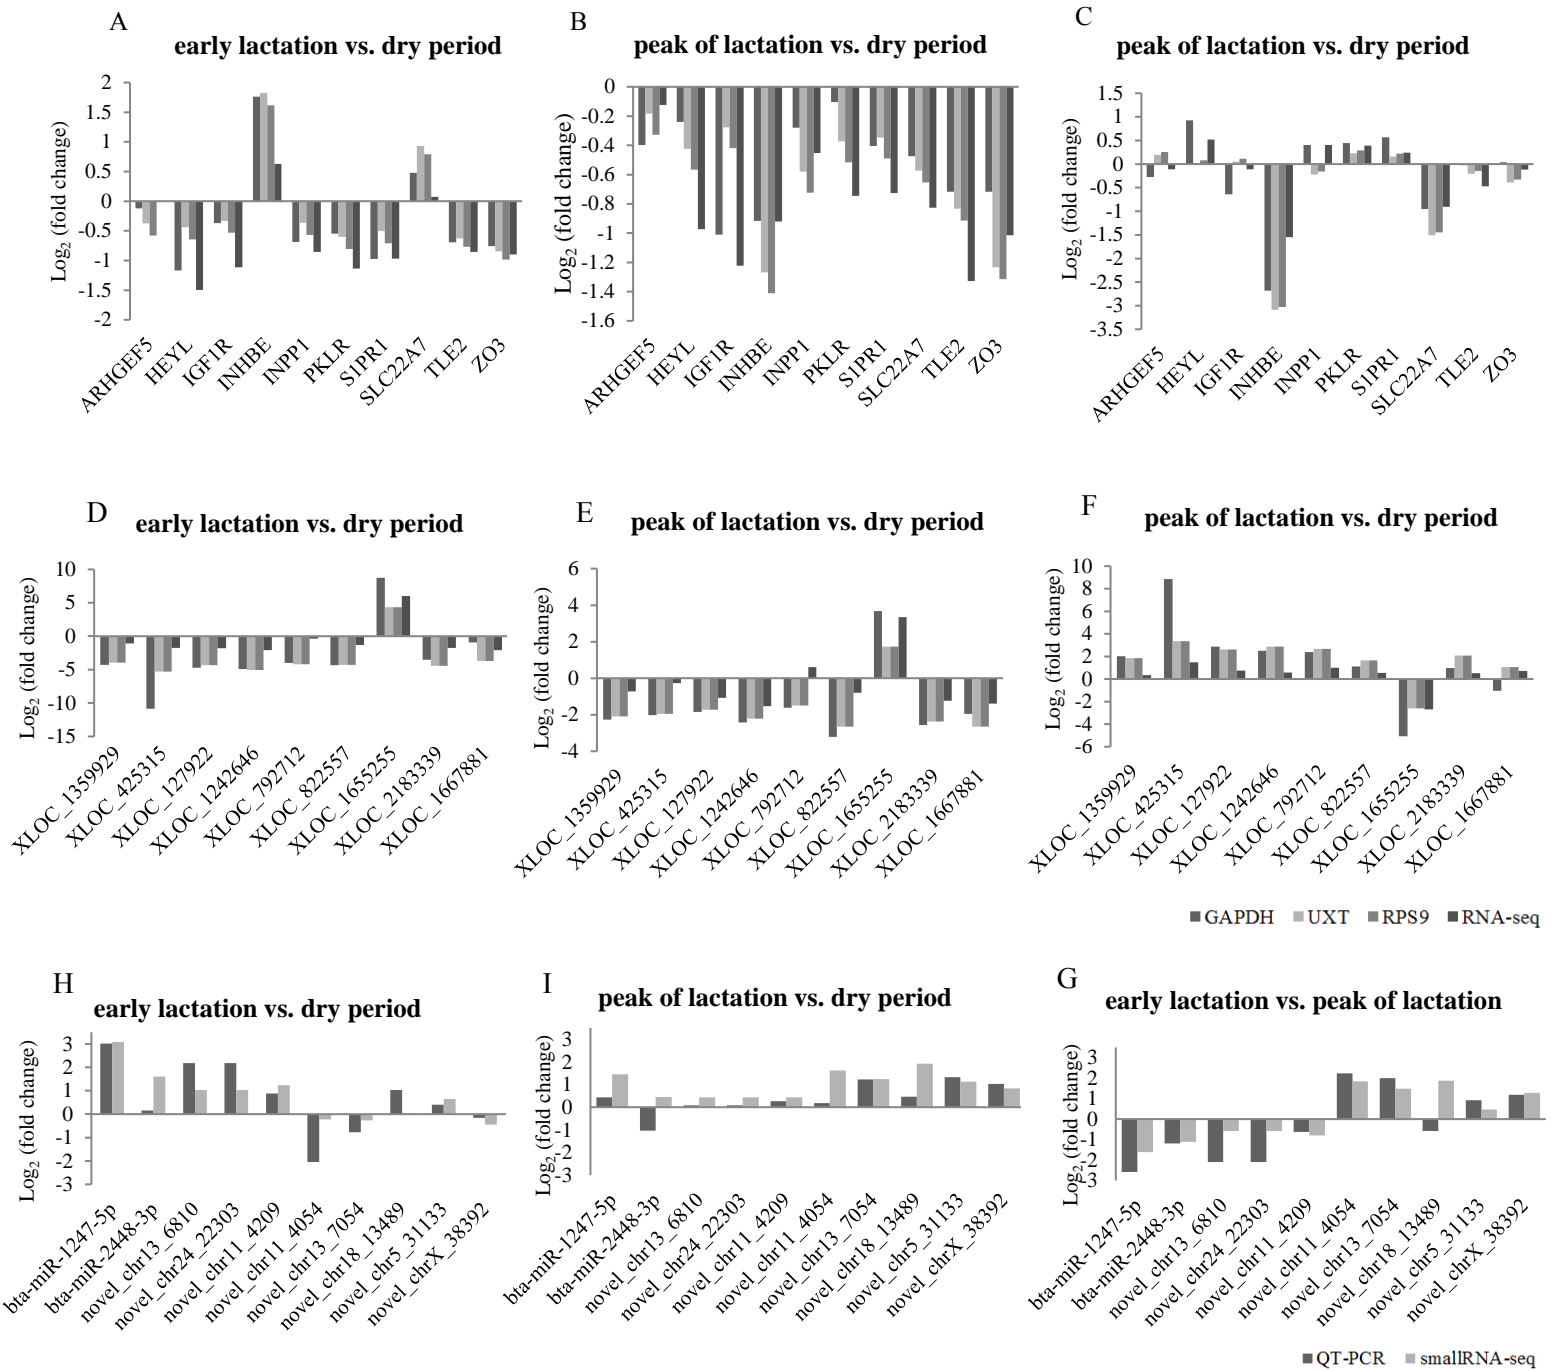 A
early lactation vs. dry period
Log2 (fold change)
2
1.5
1
0.5
0
-0.5
-1
-1.5
-2
ARHGEF5
HEYL
IGF1R
INHBE
INPP1
PKLR
S1PR1
SLC22A7
TLE2
ZO3
B
peak of lactation vs. dry period
Log2 (fold change)
0
-0.2
-0.4
-0.6
-0.8
-1
-1.2
-1.4
-1.6
ARHGEF5
HEYL
IGF1R
INHBE
INPP1
PKLR
S1PR1
SLC22A7
TLE2
ZO3
C
peak of lactation vs. dry period
Log2 (fold change)
1.5
1
0.5
0
-0.5
-1
-1.5
-2
-2.5
-3
-3.5
ARHGEF5
HEYL
IGF1R
INHBE
INPP1
PKLR
S1PR1
SLC22A7
TLE2
ZO3
D
early lactation vs. dry period
Log2 (fold change)
10
5
0
-5
-10
-15
XLOC_1359929
XLOC_425315
XLOC_127922
XLOC_1242646
XLOC_792712
XLOC_822557
XLOC_1655255
XLOC_2183339
XLOC_1667881
E
peak of lactation vs. dry period
Log2 (fold change)
6
4
2
0
-2
-4
XLOC_1359929
XLOC_425315
XLOC_127922
XLOC_1242646
XLOC_792712
XLOC_822557
XLOC_1655255
XLOC_2183339
XLOC_1667881
F
peak of lactation vs. dry period
Log2 (fold change)
10
8
6
4
2
0
-2
-4
-6
XLOC_1359929
XLOC_425315
XLOC_127922
XLOC_1242646
XLOC_792712
XLOC_822557
XLOC_1655255
XLOC_2183339
XLOC_1667881
GAPDH UXT RPS9 RNA-seq
H
early lactation vs. dry period
Log2 (fold change)
3
2
1
0
-1
-2
-3
bta-miR-1247-5p
bta-miR-2448-3p
novel_chr13_6810
novel_chr24_22303
novel_chr11_4209
novel_chr11_4054
novel_chr13_7054
novel_chr18_13489
novel_chr5_31133
novel_chrX_38392
I
peak of lactation vs. dry period
Log2 (fold change)
3
2
1
0
-1
-2
-3
bta-miR-1247-5p
bta-miR-2448-3p
novel_chr13_6810
novel_chr24_22303
novel_chr11_4209
novel_chr11_4054
novel_chr13_7054
novel_chr18_13489
novel_chr5_31133
novel_chrX_38392
G
early lactation vs. peak of lactation
Log2 (fold change)
3
2
1
0
-1
-2
-3
bta-miR-1247-5p
bta-miR-2448-3p
novel_chr13_6810
novel_chr24_22303
novel_chr11_4209
novel_chr11_4054
novel_chr13_7054
novel_chr18_13489
novel_chr5_31133
novel_chrX_38392
QT-PCR smallRNA-seq